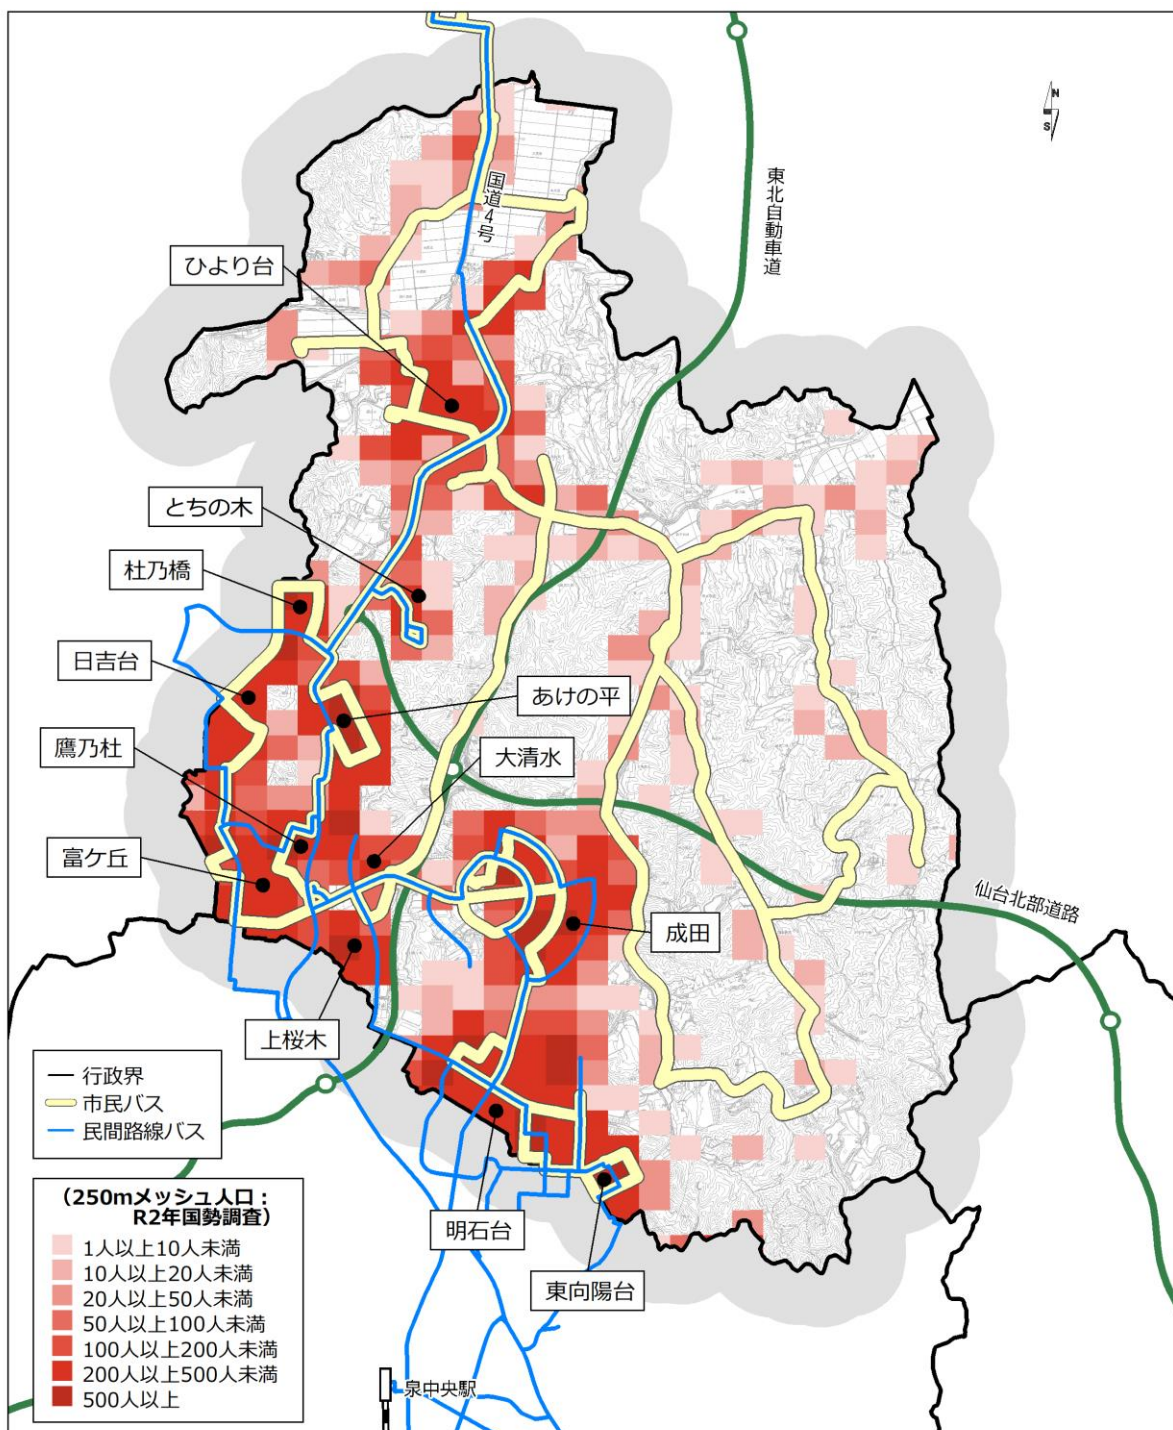 N
S
国道4号
東北自動車道
ひより台
とちの木
杜乃橋
日吉台
あけの平
鷹乃杜
大清水
富ケ丘
成田
仙台北部道路
上桜木
明石台
東向陽台
泉中央駅
行政界
市民バス
民間路線バス
（250mメッシュ人口：
R2年国勢調査）
1人以上10人未満
10人以上20人未満
20人以上50人未満
50人以上100人未満
100人以上200人未満
200人以上500人未満
500人以上